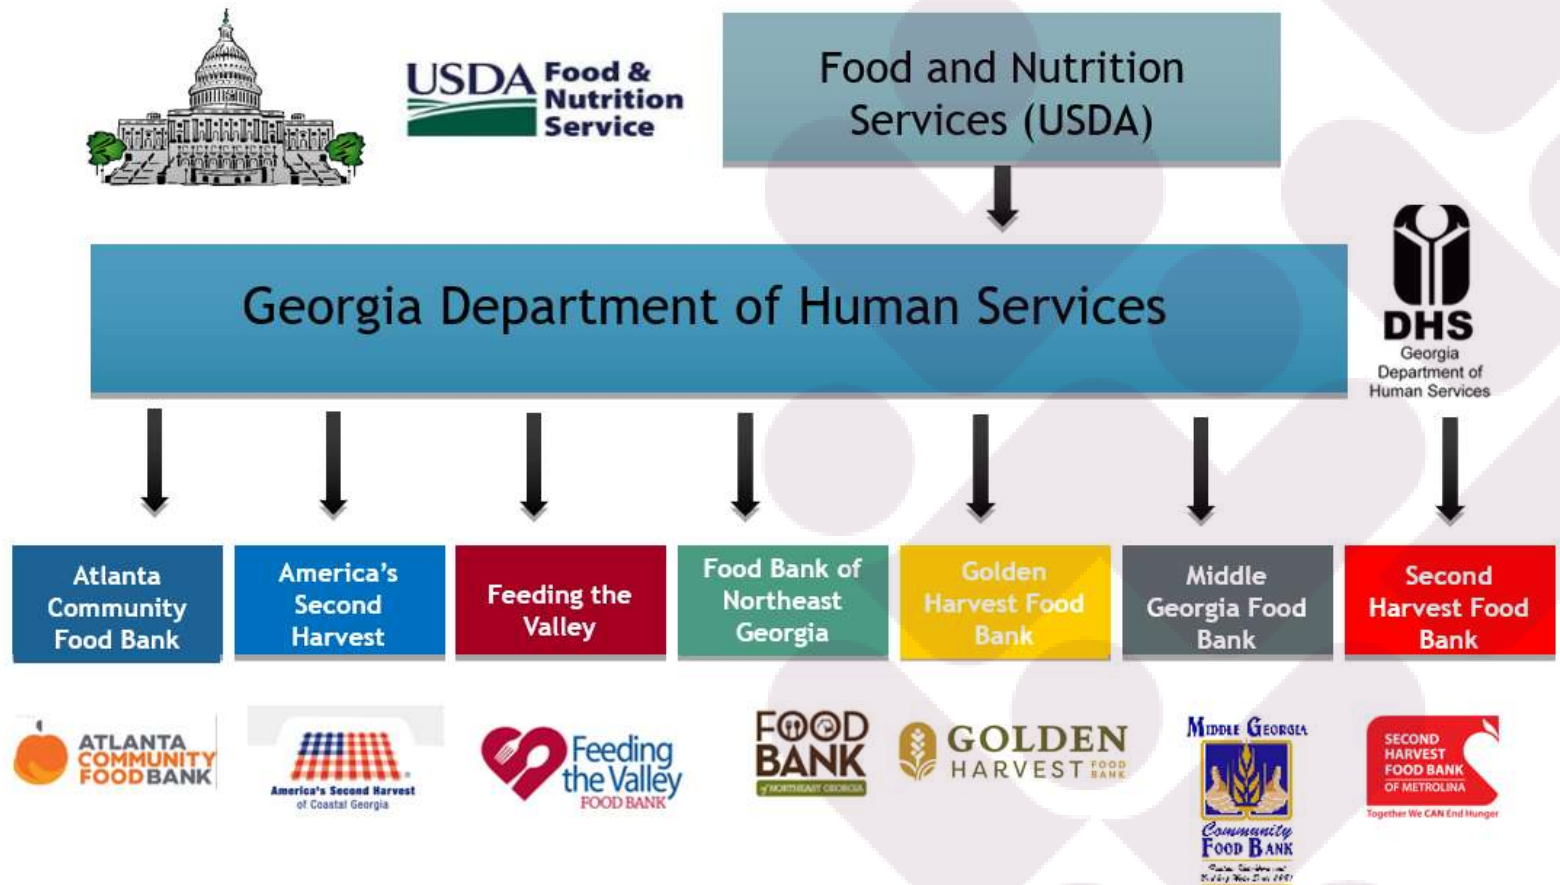 USDA Food &
Nutrition
Service
Food and Nutrition
Services (USDA)
Georgia Department of Human Services
DHS
Georgia
Department of
Human Services
Atlanta
Community
Food Bank
America's
Second
Harvest
Feeding the
Valley
Food Bank of
Northeast
Georgia
Golden
Harvest Food
Bank
Middle
Georgia Food
Bank
Second
Harvest Food
Bank
ATLANTA
COMMUNITY
FOOD BANK
America's Second Harvest
of Coastal Georgia
Feeding
the Valley
FOOD BANK
FOOD
BANK
of NORTHEAST GEORGIA
GOLDEN
HARVEST FOOD
BANK
MIDDLE GEORGIA
Community
FOOD BANK
SECOND
HARVEST
FOOD BANK
OF METROLINA
Together We CAN End Hunger